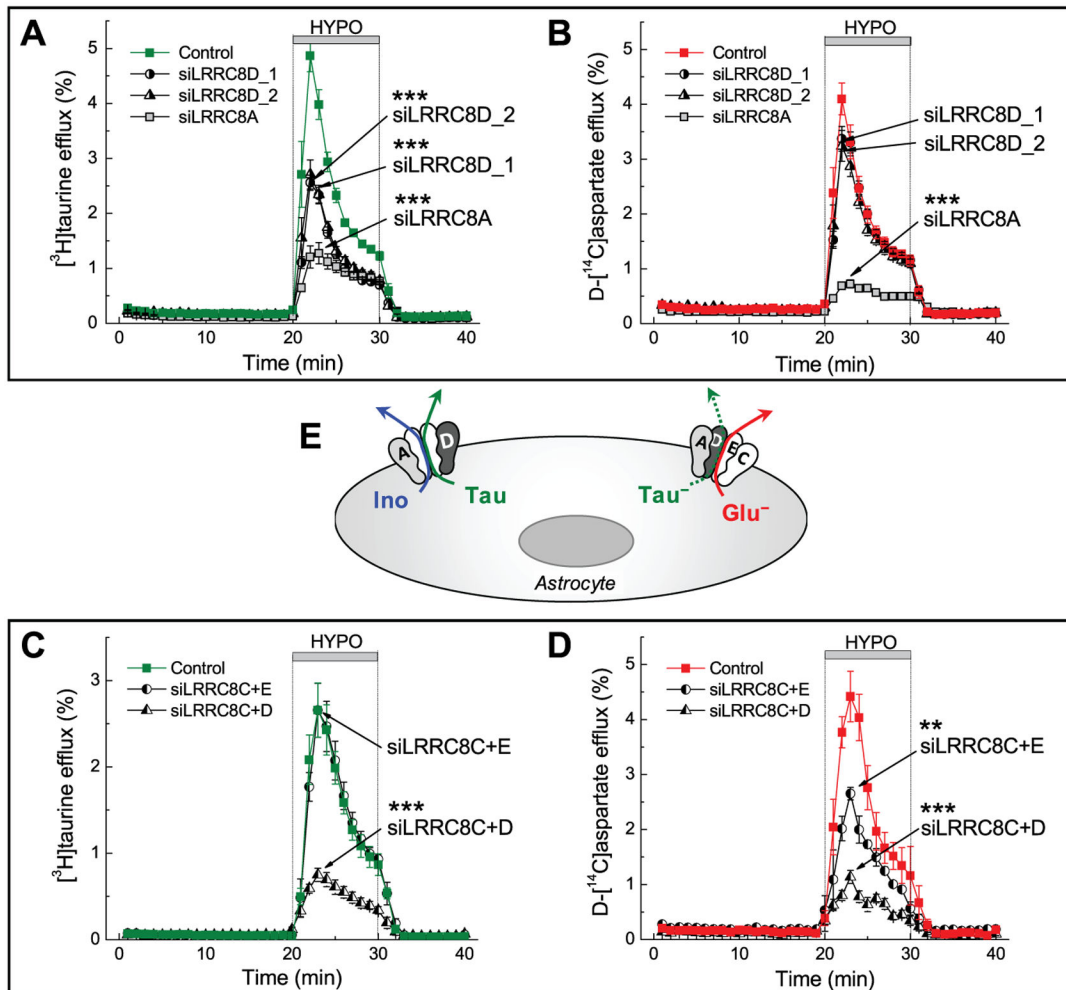 A
HYPO
Control
siLRRC8D_1
siLRRC8D_2
siLRRC8A
***
siLRRC8D_2
***
siLRRC8D_1
***
siLRRC8A
[³H]taurine efflux (%)
5
4
3
2
1
0
0 10 20 30 40
Time (min)
B
HYPO
Control
siLRRC8D_1
siLRRC8D_2
siLRRC8A
siLRRC8D_1
siLRRC8D_2
***
siLRRC8A
D-[¹⁴C]aspartate efflux (%)
5
4
3
2
1
0
0 10 20 30 40
Time (min)
E
A D
Ino Tau
A D E C
Tau⁻ Glu⁻
Astrocyte
C
HYPO
Control
siLRRC8C+E
siLRRC8C+D
siLRRC8C+E
***
siLRRC8C+D
[³H]taurine efflux (%)
3
2
1
0
0 10 20 30 40
Time (min)
D
HYPO
Control
siLRRC8C+E
siLRRC8C+D
**
siLRRC8C+E
***
siLRRC8C+D
D-[¹⁴C]aspartate efflux (%)
5
4
3
2
1
0
0 10 20 30 40
Time (min)